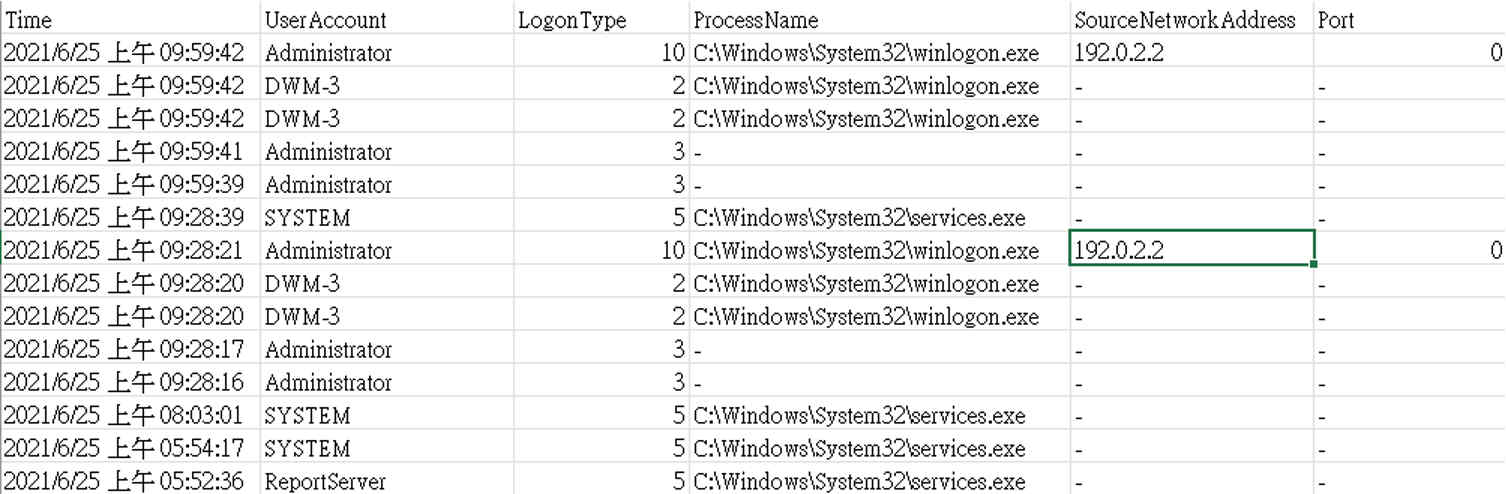 Time UserAccount LogonType ProcessName SourceNetworkAddress Port
2021/6/25 上午 09:59:42 Administrator 10 C:\Windows\System32\winlogon.exe 192.0.2.2 0
2021/6/25 上午 09:59:42 DWM-3 2 C:\Windows\System32\winlogon.exe - -
2021/6/25 上午 09:59:42 DWM-3 2 C:\Windows\System32\winlogon.exe - -
2021/6/25 上午 09:59:41 Administrator 3 - - -
2021/6/25 上午 09:59:39 Administrator 3 - - -
2021/6/25 上午 09:28:39 SYSTEM 5 C:\Windows\System32\services.exe - -
2021/6/25 上午 09:28:21 Administrator 10 C:\Windows\System32\winlogon.exe 192.0.2.2 0
2021/6/25 上午 09:28:20 DWM-3 2 C:\Windows\System32\winlogon.exe - -
2021/6/25 上午 09:28:20 DWM-3 2 C:\Windows\System32\winlogon.exe - -
2021/6/25 上午 09:28:17 Administrator 3 - - -
2021/6/25 上午 09:28:16 Administrator 3 - - -
2021/6/25 上午 08:03:01 SYSTEM 5 C:\Windows\System32\services.exe - -
2021/6/25 上午 05:54:17 SYSTEM 5 C:\Windows\System32\services.exe - -
2021/6/25 上午 05:52:36 ReportServer 5 C:\Windows\System32\services.exe - -